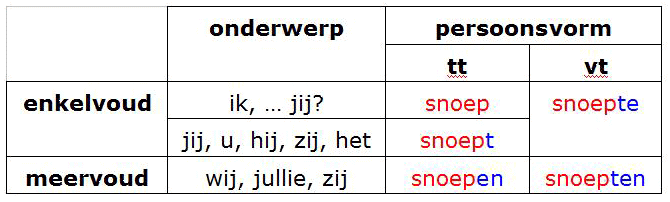 onderwerp persoonsvorm
tt vt
enkelvoud ik, … jij? snoep snoepte
jij, u, hij, zij, het snoept
meervoud wij, jullie, zij snoepen snoepten